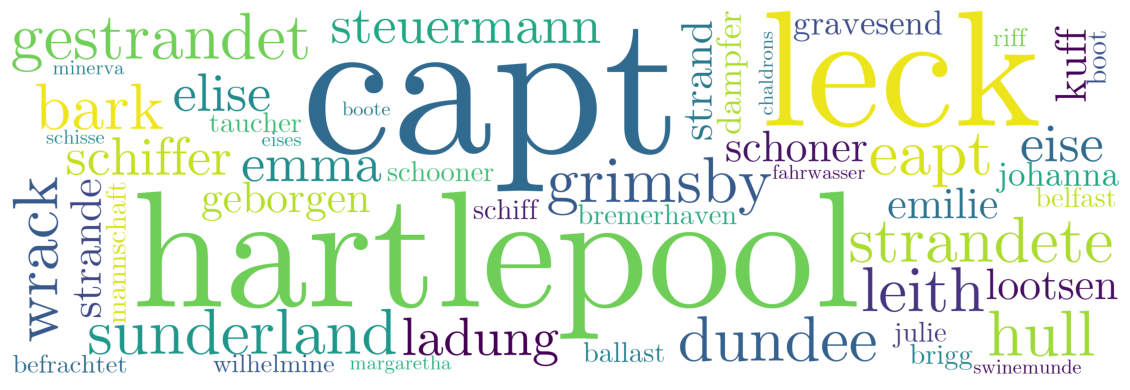 gestrandet
steuermann
capt
leck
gravesend
riff
kuff
boot
minerva
bark
elise
boote
strand
dampfer
chaldrons
schisse
taucher
eises
schiffer
emma
schooner
schoner
eapt
eise
fahrwasser
johanna
grimsby
wrack
strande
mannschaft
geborgen
schiff
bremerhaven
emilie
belfast
hartlepool
strandete
leith
lootsen
sunderland
ladung
ballast
dundee
julie
hull
brigg
befrachtet
wilhelmine
margaretha
swinemunde